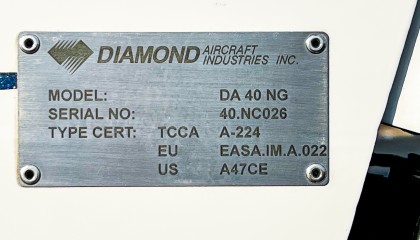 DIAMOND AIRCRAFT INDUSTRIES INC.
MODEL: DA 40 NG
SERIAL NO: 40.NC026
TYPE CERT: TCCA A-224
EU EASA.IM.A.022
US A47CE